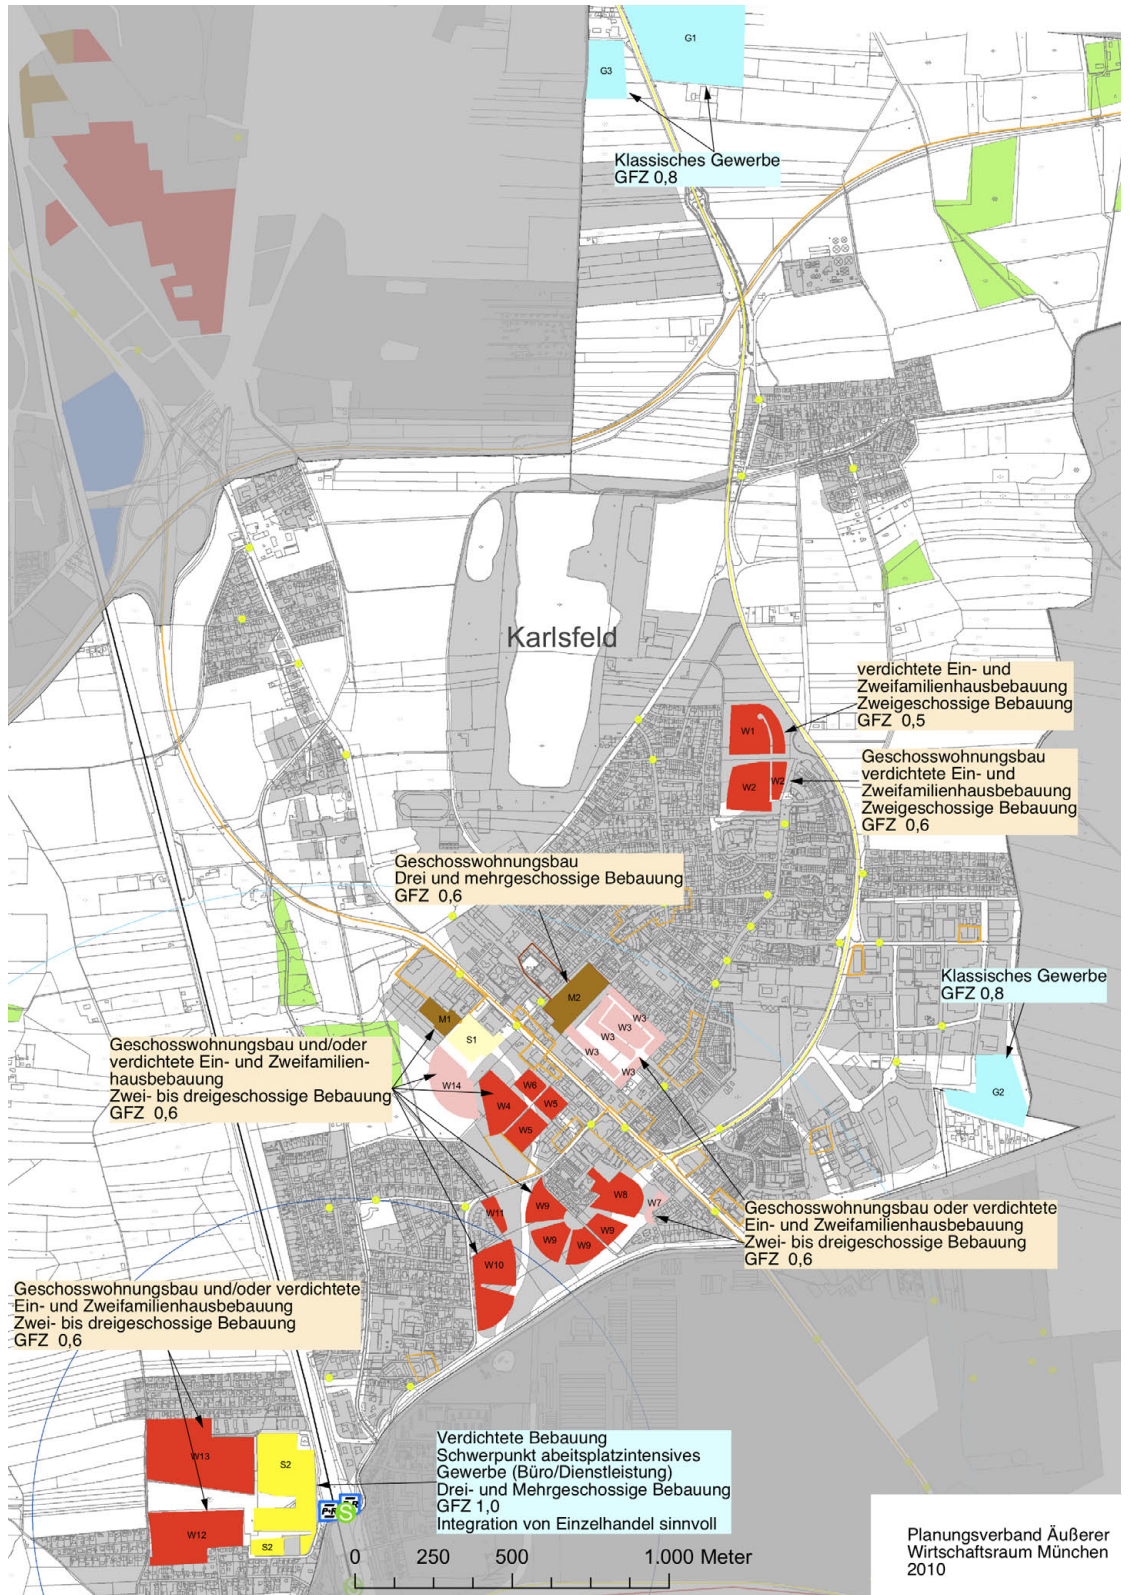 G1
G3
Klassisches Gewerbe
GFZ 0,8
Karlsfeld
verdichtete Ein- und
Zweifamilienhausbebauung
Zweigeschossige Bebauung
GFZ 0,5
W1
Geschosswohnungsbau
verdichtete Ein- und
Zweifamilienhausbebauung
Zweigeschossige Bebauung
GFZ 0,6
W2
W2
Geschosswohnungsbau
Drei und mehrgeschossige Bebauung
GFZ 0,6
Klassisches Gewerbe
GFZ 0,8
M2
M1
S1
W3
W3
W3
W3
W3
Geschosswohnungsbau und/oder
verdichtete Ein- und Zweifamilien-
hausbebauung
Zwei- bis dreigeschossige Bebauung
GFZ 0,6
W14
W6
W4
W5
W5
G2
W8
W7
W9
W9
W9
W9
W11
W10
Geschosswohnungsbau oder verdichtete
Ein- und Zweifamilienhausbebauung
Zwei- bis dreigeschossige Bebauung
GFZ 0,6
Geschosswohnungsbau und/oder verdichtete
Ein- und Zweifamilienhausbebauung
Zwei- bis dreigeschossige Bebauung
GFZ 0,6
W13
S2
W12
S2
P+R
S
Verdichtete Bebauung
Schwerpunkt abeitsplatzintensives
Gewerbe (Büro/Dienstleistung)
Drei- und Mehrgeschossige Bebauung
GFZ 1,0
Integration von Einzelhandel sinnvoll
0 250 500 1.000 Meter
Planungsverband Äußerer
Wirtschaftsraum München
2010